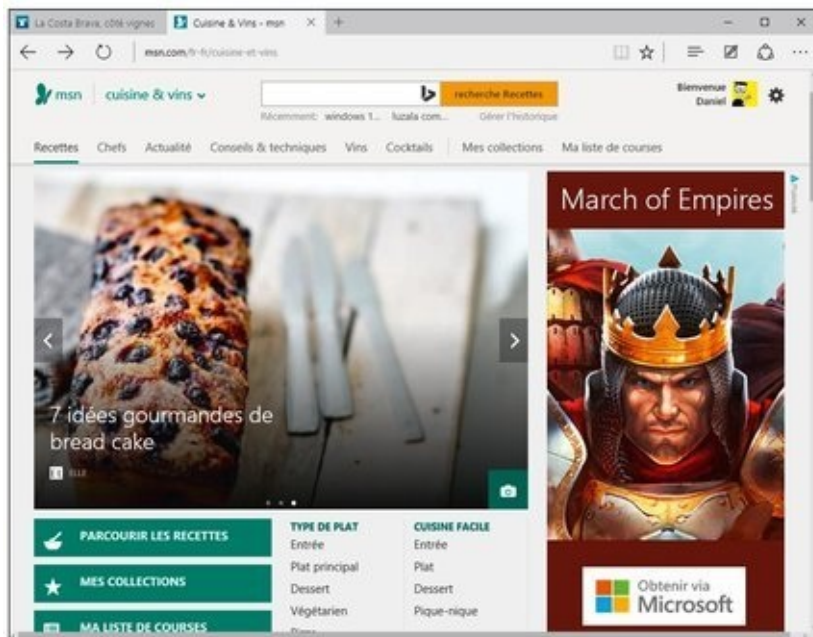 La Costa Brava, côté vignes
Cuisine & Vins - msn
msn.com/fr-fr/cuisine-et-vins
msn
cuisine & vins
recherche Recettes
Bienvenue
Daniel
Récemment: windows 1... luzala com... Gérer l'historique
Recettes Chefs Actualité Conseils & techniques Vins Cocktails Mes collections Ma liste de courses
7 idées gourmandes de
bread cake
ELLE
March of Empires
Obtenir via
Microsoft
PARCOURIR LES RECETTES
MES COLLECTIONS
MA LISTE DE COURSES
TYPE DE PLAT
Entrée
Plat principal
Dessert
Végétarien
CUISINE FACILE
Entrée
Plat
Dessert
Pique-nique